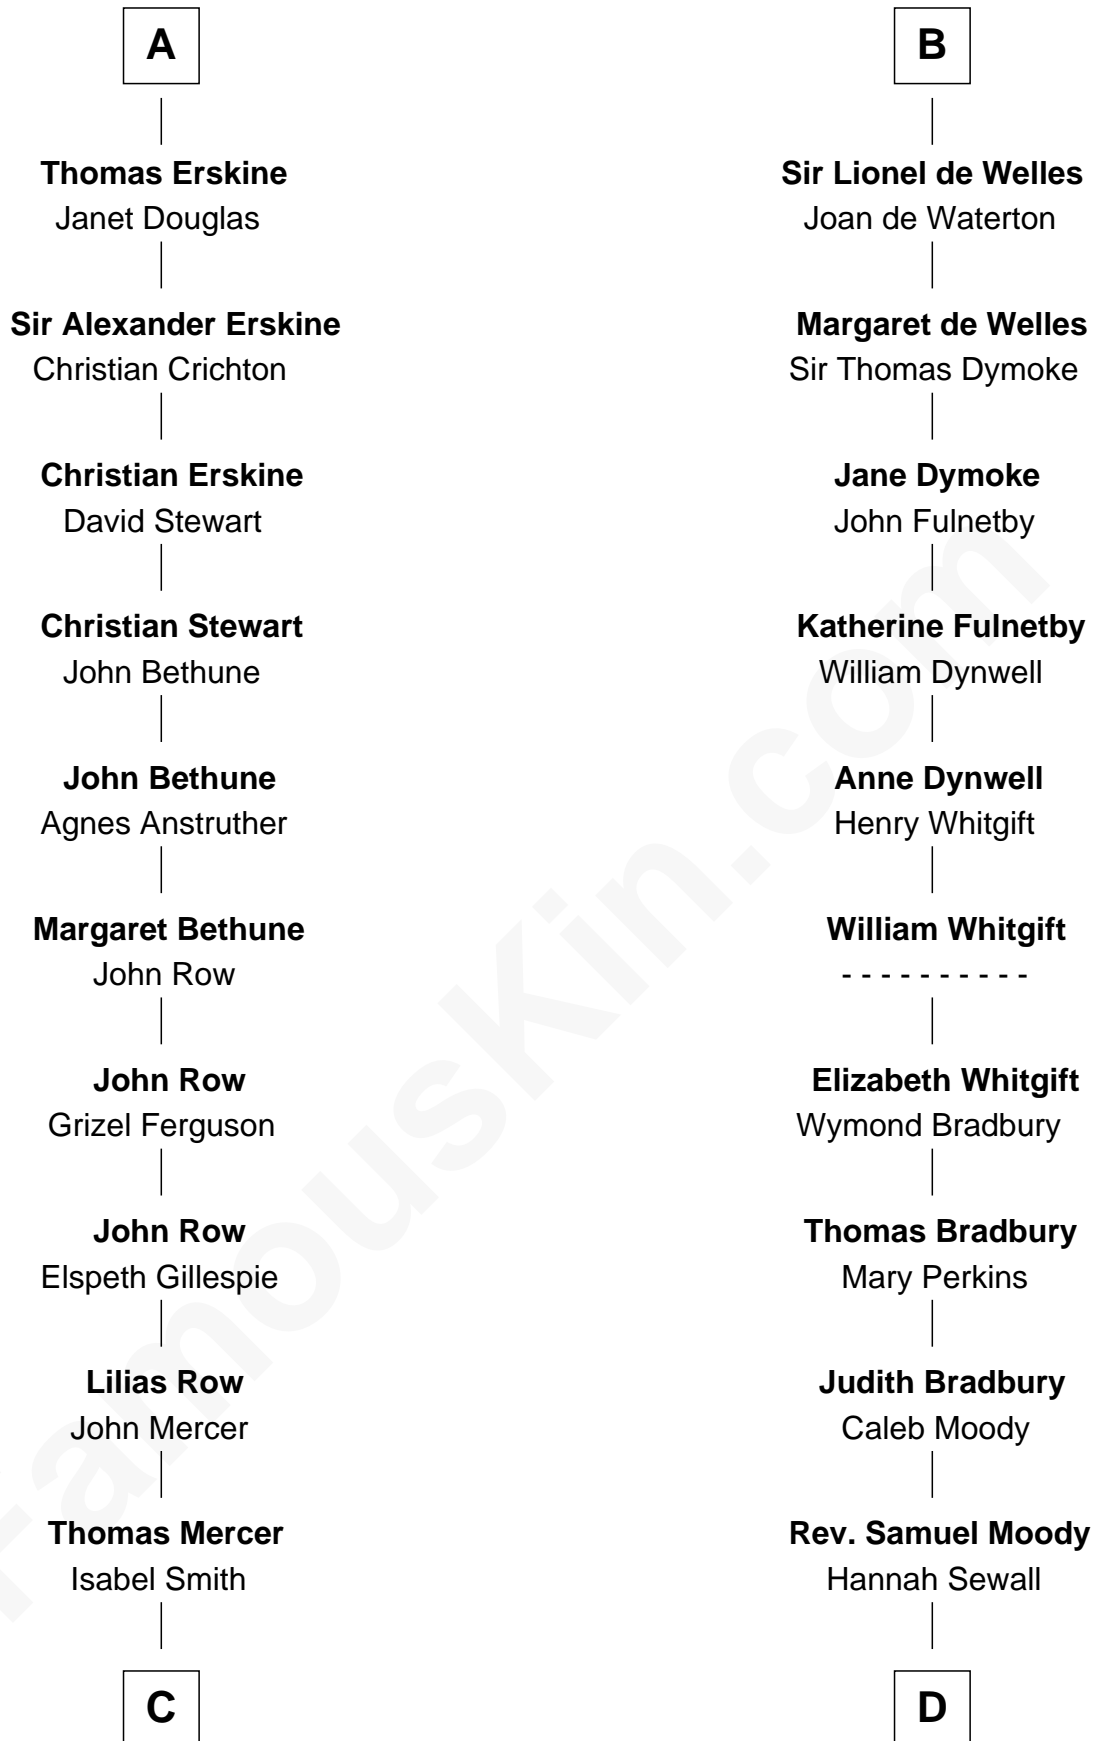 A
Thomas Erskine
Janet Douglas
Sir Alexander Erskine
Christian Crichton
Christian Erskine
David Stewart
Christian Stewart
John Bethune
John Bethune
Agnes Anstruther
Margaret Bethune
John Row
John Row
Grizel Ferguson
John Row
Elspeth Gillespie
Lilias Row
John Mercer
Thomas Mercer
Isabel Smith
C
B
Sir Lionel de Welles
Joan de Waterton
Margaret de Welles
Sir Thomas Dymoke
Jane Dymoke
John Fulnetby
Katherine Fulnetby
William Dynwell
Anne Dynwell
Henry Whitgift
William Whitgift
- - - - - - - - - -
Elizabeth Whitgift
Wymond Bradbury
Thomas Bradbury
Mary Perkins
Judith Bradbury
Caleb Moody
Rev. Samuel Moody
Hannah Sewall
D
FamousKin.com